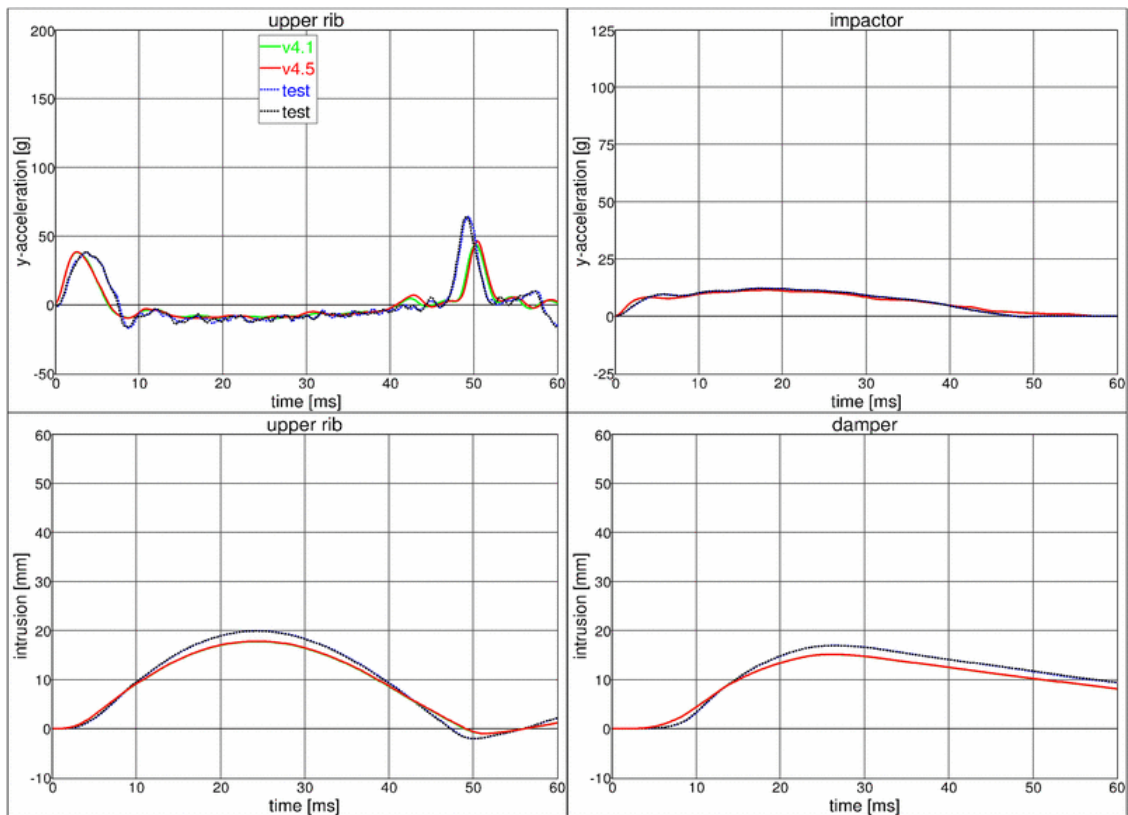 upper rib
200
150
100
50
0
-50
y-acceleration [g]
v4.1
v4.5
test
test
0 10 20 30 40 50 60
time [ms]
impactor
125
100
75
50
25
0
-25
y-acceleration [g]
0 10 20 30 40 50 60
time [ms]
upper rib
60
50
40
30
20
10
0
-10
intrusion [mm]
0 10 20 30 40 50 60
time [ms]
damper
60
50
40
30
20
10
0
-10
intrusion [mm]
0 10 20 30 40 50 60
time [ms]